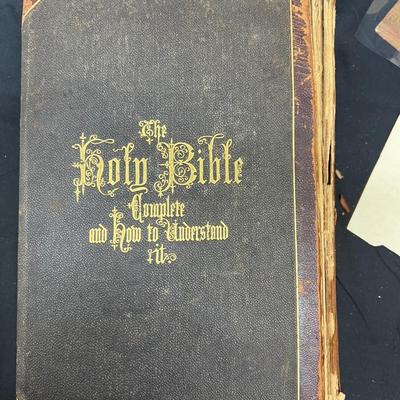 The
Holy Bible
Complete
and How to Understand
it.